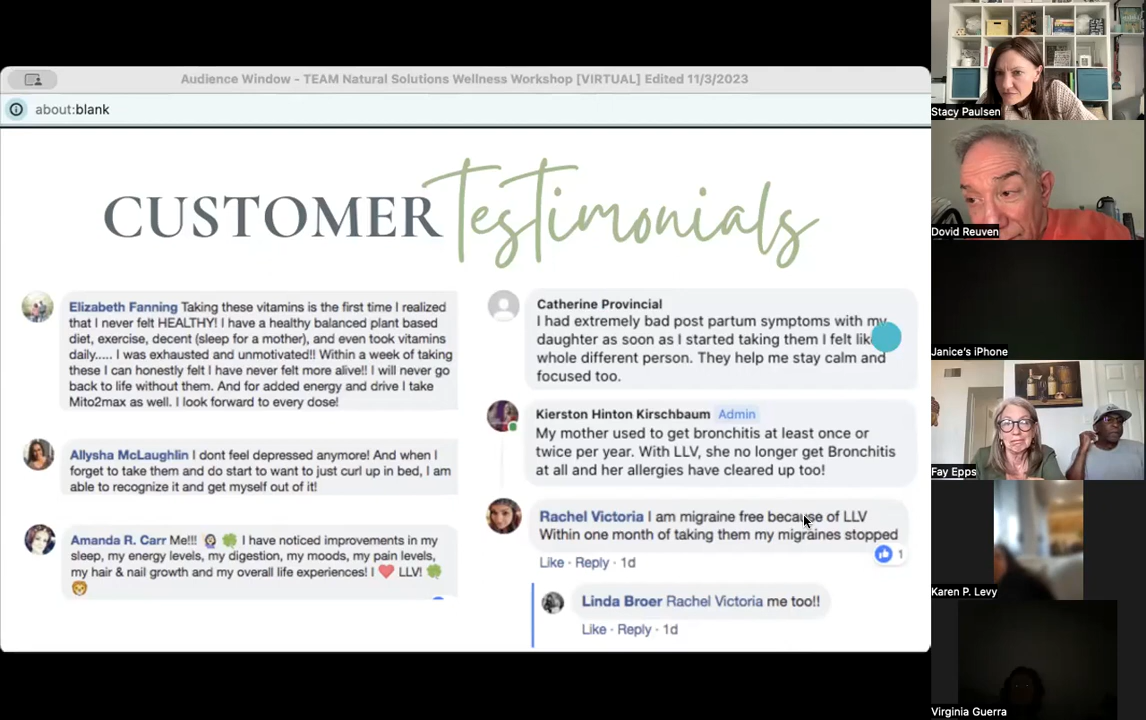 Audience Window - TEAM Natural Solutions Wellness Workshop [VIRTUAL] Edited 11/3/2023
about:blank
CUSTOMER Testimonials
Elizabeth Fanning Taking these vitamins is the first time I realized
that I never felt HEALTHY! I have a healthy balanced plant based
diet, exercise, decent (sleep for a mother), and even took vitamins
daily..... I was exhausted and unmotivated!! Within a week of taking
these I can honestly felt I have never felt more alive!! I will never go
back to life without them. And for added energy and drive I take
Mito2max as well. I look forward to every dose!
Allysha McLaughlin I dont feel depressed anymore! And when I
forget to take them and do start to want to just curl up in bed, I am
able to recognize it and get myself out of it!
Amanda R. Carr Me!!! 🙋🏻‍♀️ 🍀 I have noticed improvements in my
sleep, my energy levels, my digestion, my moods, my pain levels,
my hair & nail growth and my overall life experiences! I ❤️ LLV! 🍀
🦁
Catherine Provincial
I had extremely bad post partum symptoms with my
daughter as soon as I started taking them I felt
whole different person. They help me stay calm and
focused too.
Kierston Hinton Kirschbaum Admin
My mother used to get bronchitis at least once or
twice per year. With LLV, she no longer get Bronchitis
at all and her allergies have cleared up too!
Rachel Victoria I am migraine free because of LLV
Within one month of taking them my migraines stopped
1
Like · Reply · 1d
Linda Broer Rachel Victoria me too!!
Like · Reply · 1d
Stacy Paulsen
Dovid Reuven
Janice's iPhone
Fay Epps
Karen P. Levy
Virginia Guerra